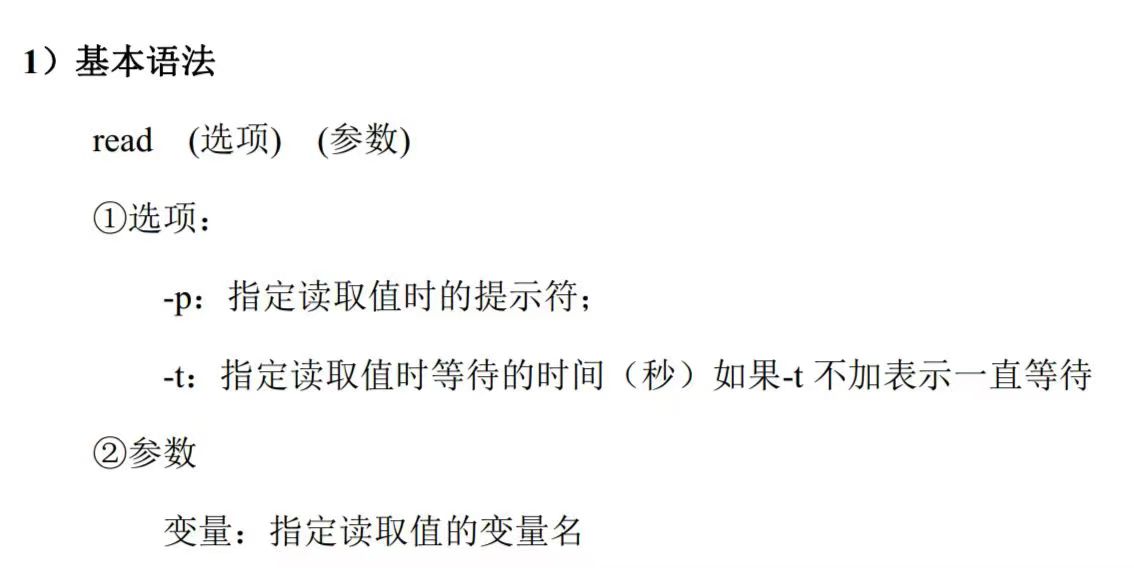 1）基本语法
read (选项) (参数)
①选项：
-p：指定读取值时的提示符；
-t：指定读取值时等待的时间（秒）如果-t 不加表示一直等待
②参数
变量：指定读取值的变量名